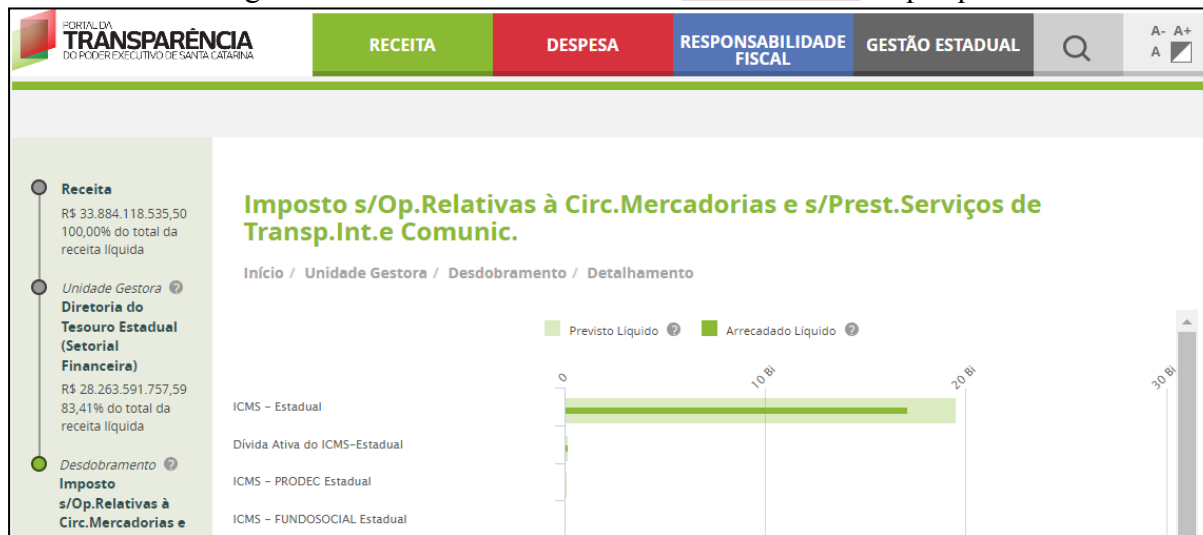 PORTAL DA
TRANSPARÊNCIA
DO PODER EXECUTIVO DE SANTA CATARINA
RECEITA
DESPESA
RESPONSABILIDADE
FISCAL
GESTÃO ESTADUAL
A- A+
A
Receita
R$ 33.884.118.535,50
100,00% do total da
receita líquida
Unidade Gestora ?
Diretoria do
Tesouro Estadual
(Setorial
Financeira)
R$ 28.263.591.757,59
83,41% do total da
receita líquida
Desdobramento ?
Imposto
s/Op.Relativas à
Circ.Mercadorias e
Imposto s/Op.Relativas à Circ.Mercadorias e s/Prest.Serviços de
Transp.Int.e Comunic.
Início / Unidade Gestora / Desdobramento / Detalhamento
Previsto Líquido ? Arrecadado Líquido ?
0 10 Bi 20 Bi 30 Bi
ICMS - Estadual
Dívida Ativa do ICMS-Estadual
ICMS - PRODEC Estadual
ICMS - FUNDOSOCIAL Estadual